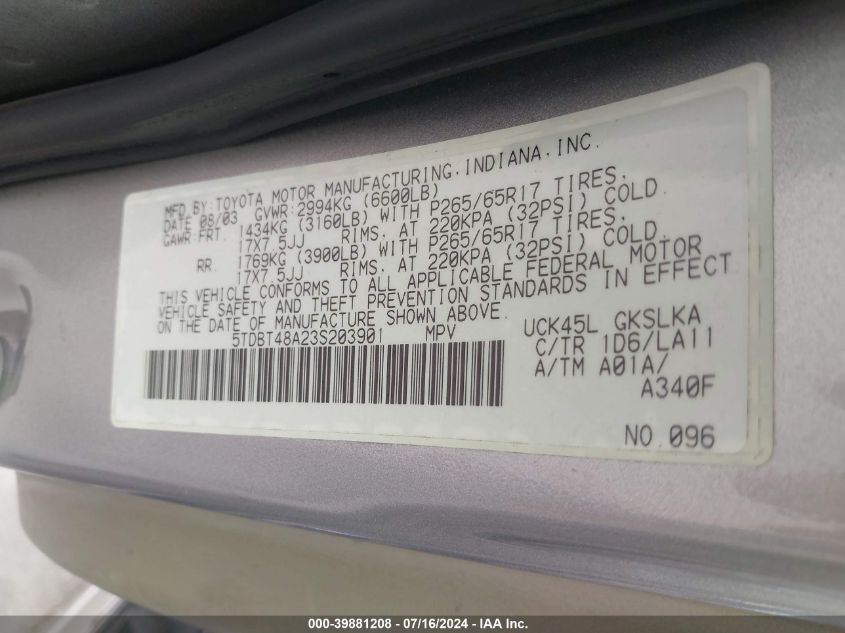 MFD BY:TOYOTA MOTOR MANUFACTURING,INDIANA,INC.
DATE 08/03 GVWR:2994KG (6600LB)
GAWR:FRT. 1434KG (3160LB) WITH P265/65R17 TIRES,
17X7.5JJ RIMS, AT 220KPA (32PSI) COLD.
RR. 1769KG (3900LB) WITH P265/65R17 TIRES,
17X7.5JJ RIMS, AT 220KPA (32PSI) COLD.
THIS VEHICLE CONFORMS TO ALL APPLICABLE FEDERAL MOTOR
VEHICLE SAFETY AND THEFT PREVENTION STANDARDS IN EFFECT
ON THE DATE OF MANUFACTURE SHOWN ABOVE.
5TDBT48A23S203901 MPV
UCK45L GKSLKA
C/TR 1D6/LA11
A/TM A01A/
A340F
NO.096
000-39881208 - 07/16/2024 - IAA Inc.